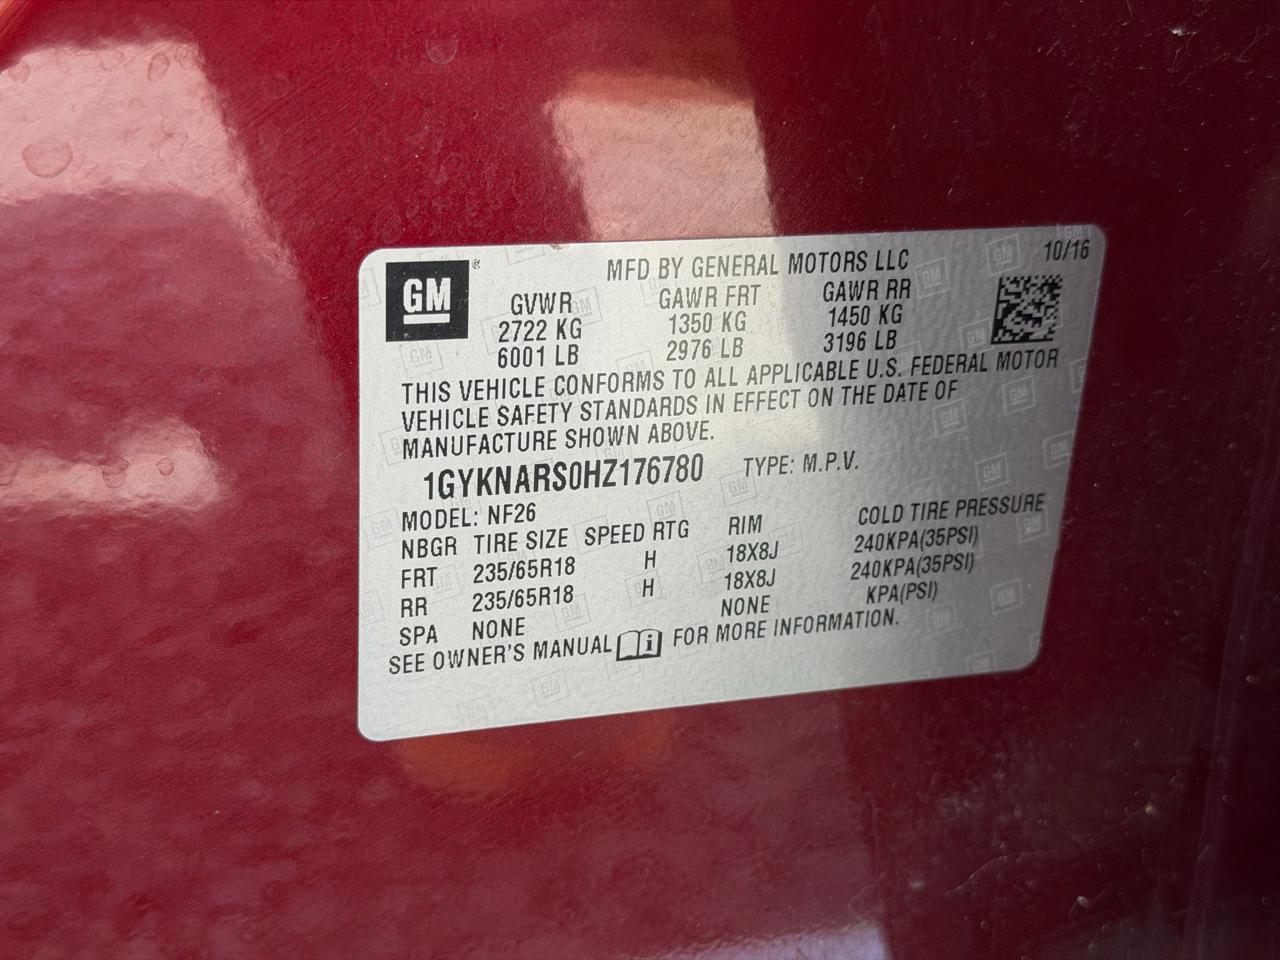 GM ®
MFD BY GENERAL MOTORS LLC 10/16
GVWR GAWR FRT GAWR RR
2722 KG 1350 KG 1450 KG
6001 LB 2976 LB 3196 LB
THIS VEHICLE CONFORMS TO ALL APPLICABLE U.S. FEDERAL MOTOR
VEHICLE SAFETY STANDARDS IN EFFECT ON THE DATE OF
MANUFACTURE SHOWN ABOVE.
1GYKNARS0HZ176780 TYPE: M.P.V.
MODEL: NF26
NBGR TIRE SIZE SPEED RTG RIM COLD TIRE PRESSURE
FRT 235/65R18 H 18X8J 240KPA(35PSI)
RR 235/65R18 H 18X8J 240KPA(35PSI)
SPA NONE NONE KPA(PSI)
SEE OWNER'S MANUAL i FOR MORE INFORMATION.